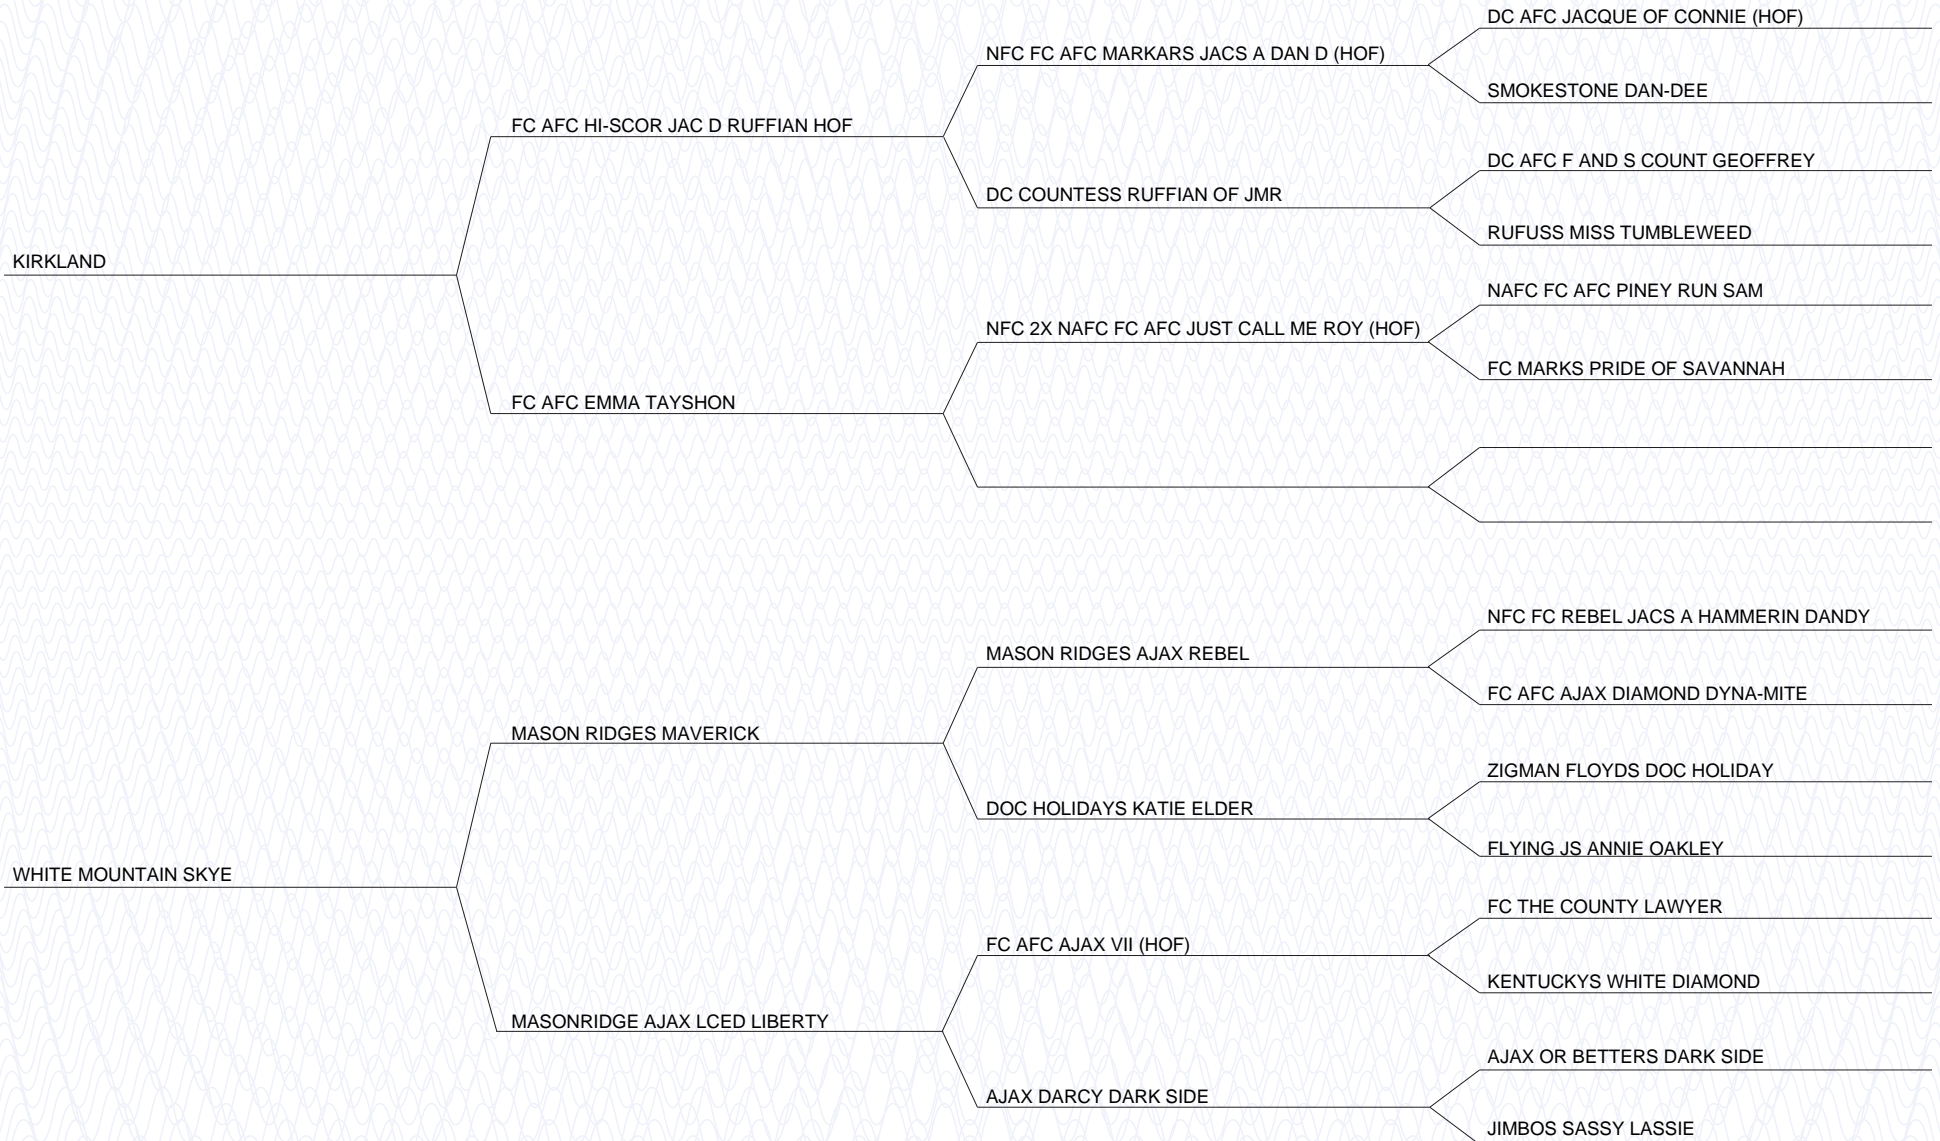 DC AFC JACQUE OF CONNIE (HOF)
NFC FC AFC MARKARS JACS A DAN D (HOF)
SMOKESTONE DAN-DEE
FC AFC HI-SCOR JAC D RUFFIAN HOF
DC AFC F AND S COUNT GEOFFREY
DC COUNTESS RUFFIAN OF JMR
RUFUSS MISS TUMBLEWEED
KIRKLAND
NAFC FC AFC PINEY RUN SAM
NFC 2X NAFC FC AFC JUST CALL ME ROY (HOF)
FC MARKS PRIDE OF SAVANNAH
FC AFC EMMA TAYSHON
NFC FC REBEL JACS A HAMMERIN DANDY
MASON RIDGES AJAX REBEL
FC AFC AJAX DIAMOND DYNA-MITE
MASON RIDGES MAVERICK
ZIGMAN FLOYDS DOC HOLIDAY
DOC HOLIDAYS KATIE ELDER
FLYING JS ANNIE OAKLEY
WHITE MOUNTAIN SKYE
FC THE COUNTY LAWYER
FC AFC AJAX VII (HOF)
KENTUCKYS WHITE DIAMOND
MASONRIDGE AJAX LCED LIBERTY
AJAX OR BETTERS DARK SIDE
AJAX DARCY DARK SIDE
JIMBOS SASSY LASSIE